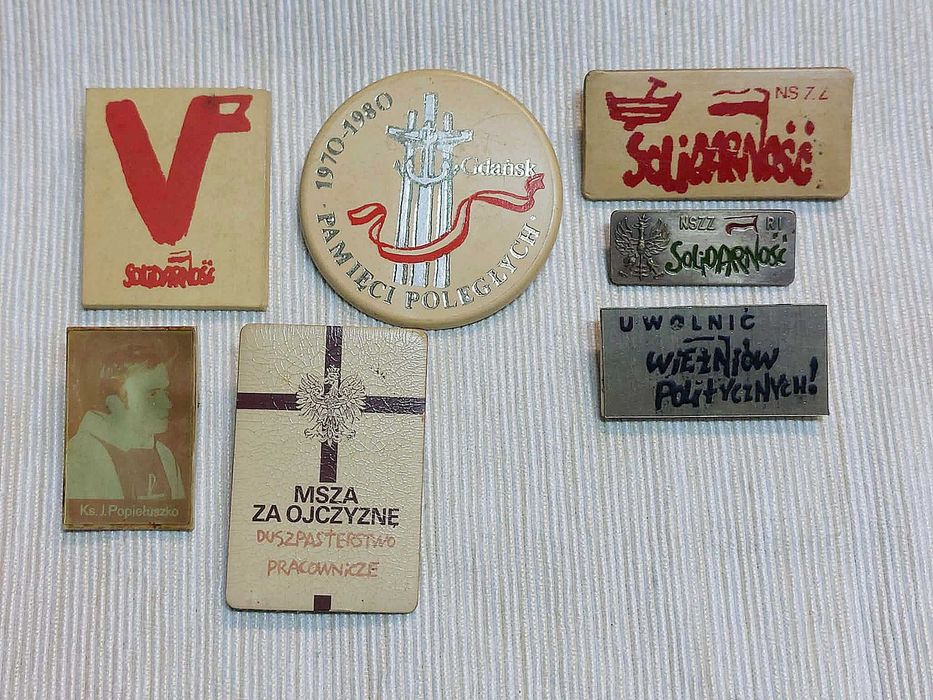 V
SOLiDARNOŚĆ
1970-1980
Gdańsk
· PAMIĘCI POLEGŁYCH ·
NSZZ
SOLiDARNOŚĆ
NSZZ RI
SOLiDARNOŚĆ
UWOLNIĆ
WiĘŹNiÓW
POLiTYCZNYCH!
Ks. J. Popiełuszko
MSZA
ZA OJCZYZNĘ
DUSZPASTERSTWO
PRACOWNiCZE